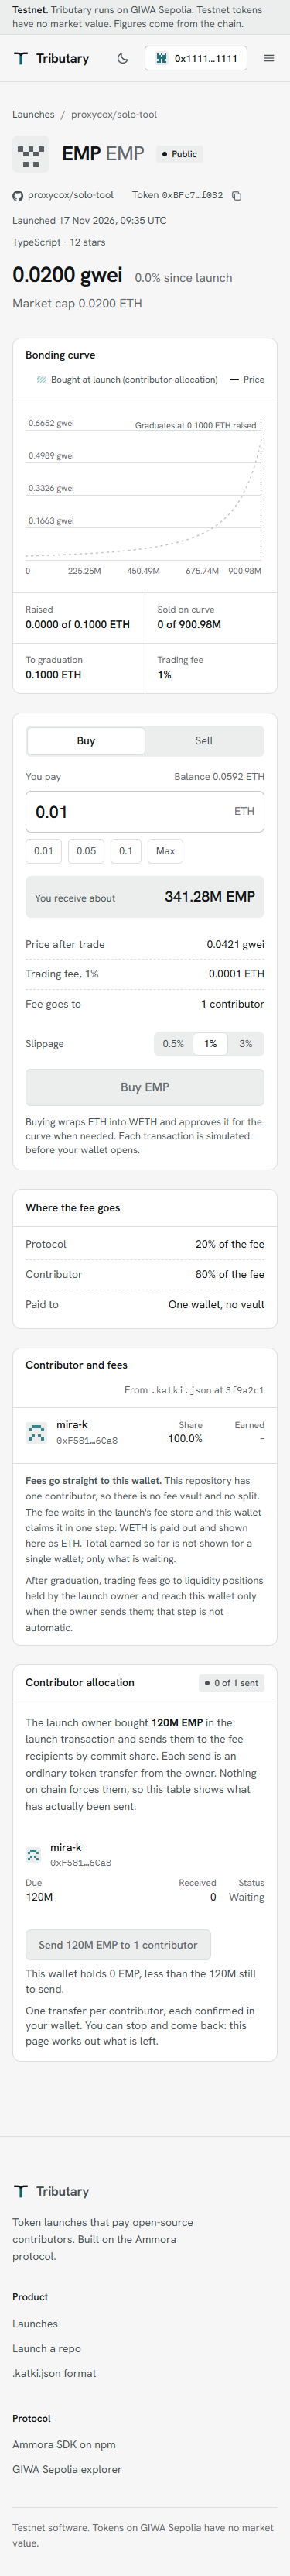 Testnet. Tributary runs on GIWA Sepolia. Testnet tokens
have no market value. Figures come from the chain.
Tributary
0x1111...1111
Launches / proxycox/solo-tool
EMP EMP
Public
proxycox/solo-tool
Token 0xBFc7…f032
Launched 17 Nov 2026, 09:35 UTC
TypeScript · 12 stars
0.0200 gwei 0.0% since launch
Market cap 0.0200 ETH
Bonding curve
Bought at launch (contributor allocation)
Price
0.6652 gwei
Graduates at 0.1000 ETH raised
0.4989 gwei
0.3326 gwei
0.1663 gwei
0 225.25M 450.49M 675.74M 900.98M
Raised
0.0000 of 0.1000 ETH
Sold on curve
0 of 900.98M
To graduation
0.1000 ETH
Trading fee
1%
Buy
Sell
You pay
Balance 0.0592 ETH
0.01
ETH
0.01
0.05
0.1
Max
You receive about
341.28M EMP
Price after trade
0.0421 gwei
Trading fee, 1%
0.0001 ETH
Fee goes to
1 contributor
Slippage
0.5%
1%
3%
Buy EMP
Buying wraps ETH into WETH and approves it for the
curve when needed. Each transaction is simulated
before your wallet opens.
Where the fee goes
Protocol
20% of the fee
Contributor
80% of the fee
Paid to
One wallet, no vault
Contributor and fees
From .katki.json at 3f9a2c1
mira-k
0xF581…6Ca8
Share
100.0%
Earned
–
Fees go straight to this wallet. This repository has
one contributor, so there is no fee vault and no split.
The fee waits in the launch's fee store and this wallet
claims it in one step. WETH is paid out and shown
here as ETH. Total earned so far is not shown for a
single wallet; only what is waiting.
After graduation, trading fees go to liquidity positions
held by the launch owner and reach this wallet only
when the owner sends them; that step is not
automatic.
Contributor allocation
0 of 1 sent
The launch owner bought 120M EMP in the
launch transaction and sends them to the fee
recipients by commit share. Each send is an
ordinary token transfer from the owner. Nothing
on chain forces them, so this table shows what
has actually been sent.
mira-k
0xF581…6Ca8
Due
120M
Received
0
Status
Waiting
Send 120M EMP to 1 contributor
This wallet holds 0 EMP, less than the 120M still
to send.
One transfer per contributor, each confirmed in
your wallet. You can stop and come back: this
page works out what is left.
Tributary
Token launches that pay open-source
contributors. Built on the Ammora
protocol.
Product
Launches
Launch a repo
.katki.json format
Protocol
Ammora SDK on npm
GIWA Sepolia explorer
Testnet software. Tokens on GIWA Sepolia have no market
value.